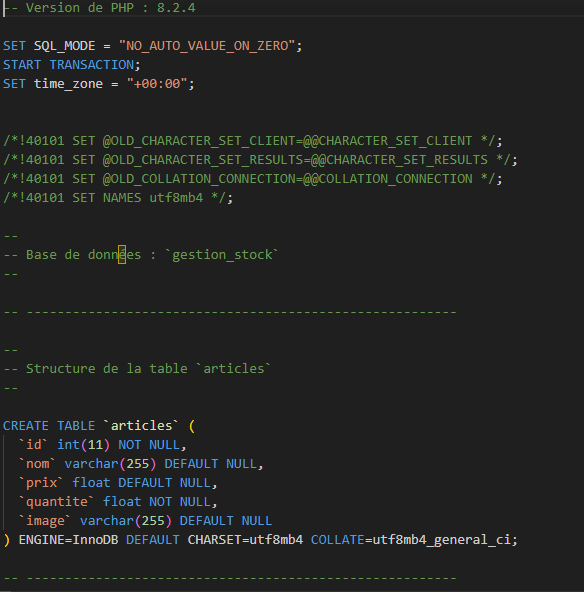 -- Version de PHP : 8.2.4
SET SQL_MODE = "NO_AUTO_VALUE_ON_ZERO";
START TRANSACTION;
SET time_zone = "+00:00";
/*!40101 SET @OLD_CHARACTER_SET_CLIENT=@@CHARACTER_SET_CLIENT */;
/*!40101 SET @OLD_CHARACTER_SET_RESULTS=@@CHARACTER_SET_RESULTS */;
/*!40101 SET @OLD_COLLATION_CONNECTION=@@COLLATION_CONNECTION */;
/*!40101 SET NAMES utf8mb4 */;
--
-- Base de données : `gestion_stock`
--
-- --------------------------------------------------------
--
-- Structure de la table `articles`
--
CREATE TABLE `articles` (
  `id` int(11) NOT NULL,
  `nom` varchar(255) DEFAULT NULL,
  `prix` float DEFAULT NULL,
  `quantite` float NOT NULL,
  `image` varchar(255) DEFAULT NULL
) ENGINE=InnoDB DEFAULT CHARSET=utf8mb4 COLLATE=utf8mb4_general_ci;
-- --------------------------------------------------------